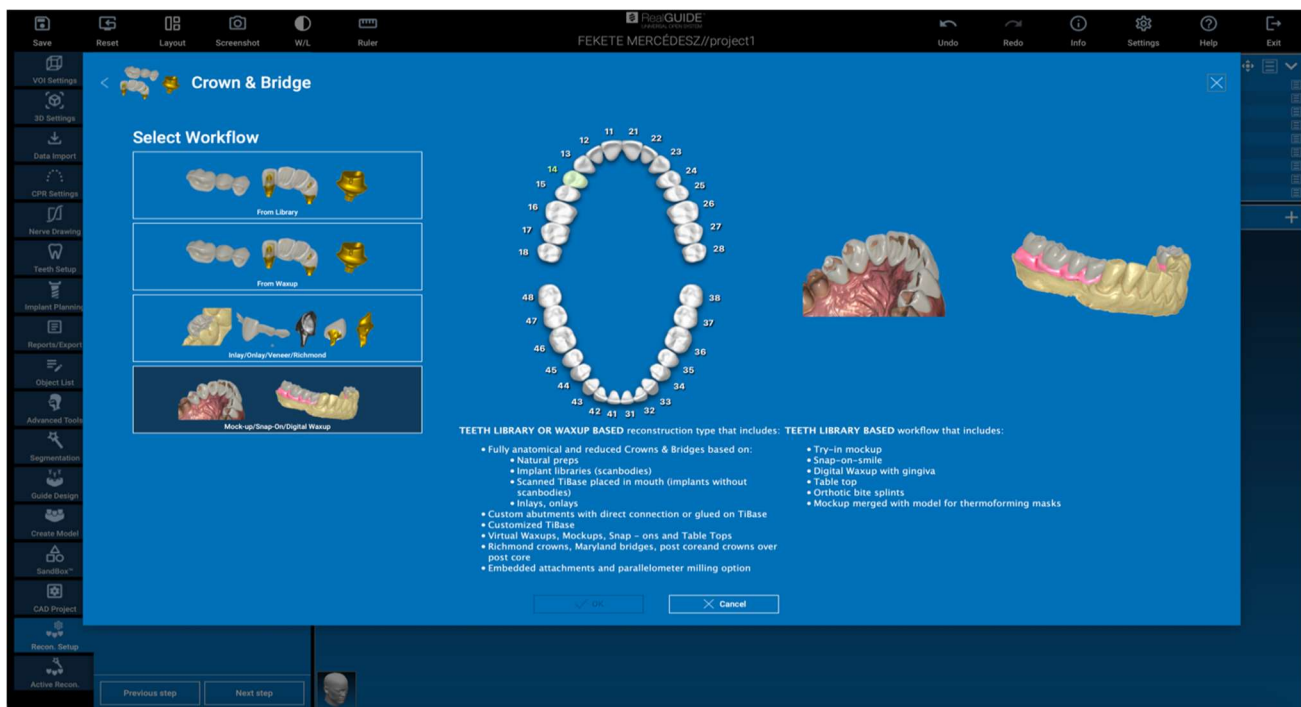 RealGUIDE™
UNIVERSAL OPEN SYSTEM
Save
Reset
Layout
Screenshot
W/L
Ruler
FEKETE MERCÉDESZ//project1
Undo
Redo
Info
Settings
Help
Exit
VOI Settings
3D Settings
Data Import
CPR Settings
Nerve Drawing
Teeth Setup
Implant Planning
Reports/Export
Object List
Advanced Tools
Segmentation
Guide Design
Create Model
SandBox™
CAD Project
Recon. Setup
Active Recon.
< Crown & Bridge
Select Workflow
From Library
From Waxup
Inlay/Onlay/Veneer/Richmond
Mock-up/Snap-On/Digital Waxup
11 21
12 22
13 23
14 24
15 25
16 26
17 27
18 28
48 38
47 37
46 36
45 35
44 34
43 33
42 41 31 32
TEETH LIBRARY OR WAXUP BASED reconstruction type that includes:
• Fully anatomical and reduced Crowns & Bridges based on:
• Natural preps
• Implant libraries (scanbodies)
• Scanned TiBase placed in mouth (implants without
scanbodies)
• Inlays, onlays
• Custom abutments with direct connection or glued on TiBase
• Customized TiBase
• Virtual Waxups, Mockups, Snap – ons and Table Tops
• Richmond crowns, Maryland bridges, post coreand crowns over
post core
• Embedded attachments and parallelometer milling option
TEETH LIBRARY BASED workflow that includes:
• Try-in mockup
• Snap-on-smile
• Digital Waxup with gingiva
• Table top
• Orthotic bite splints
• Mockup merged with model for thermoforming masks
OK
Cancel
Previous step
Next step